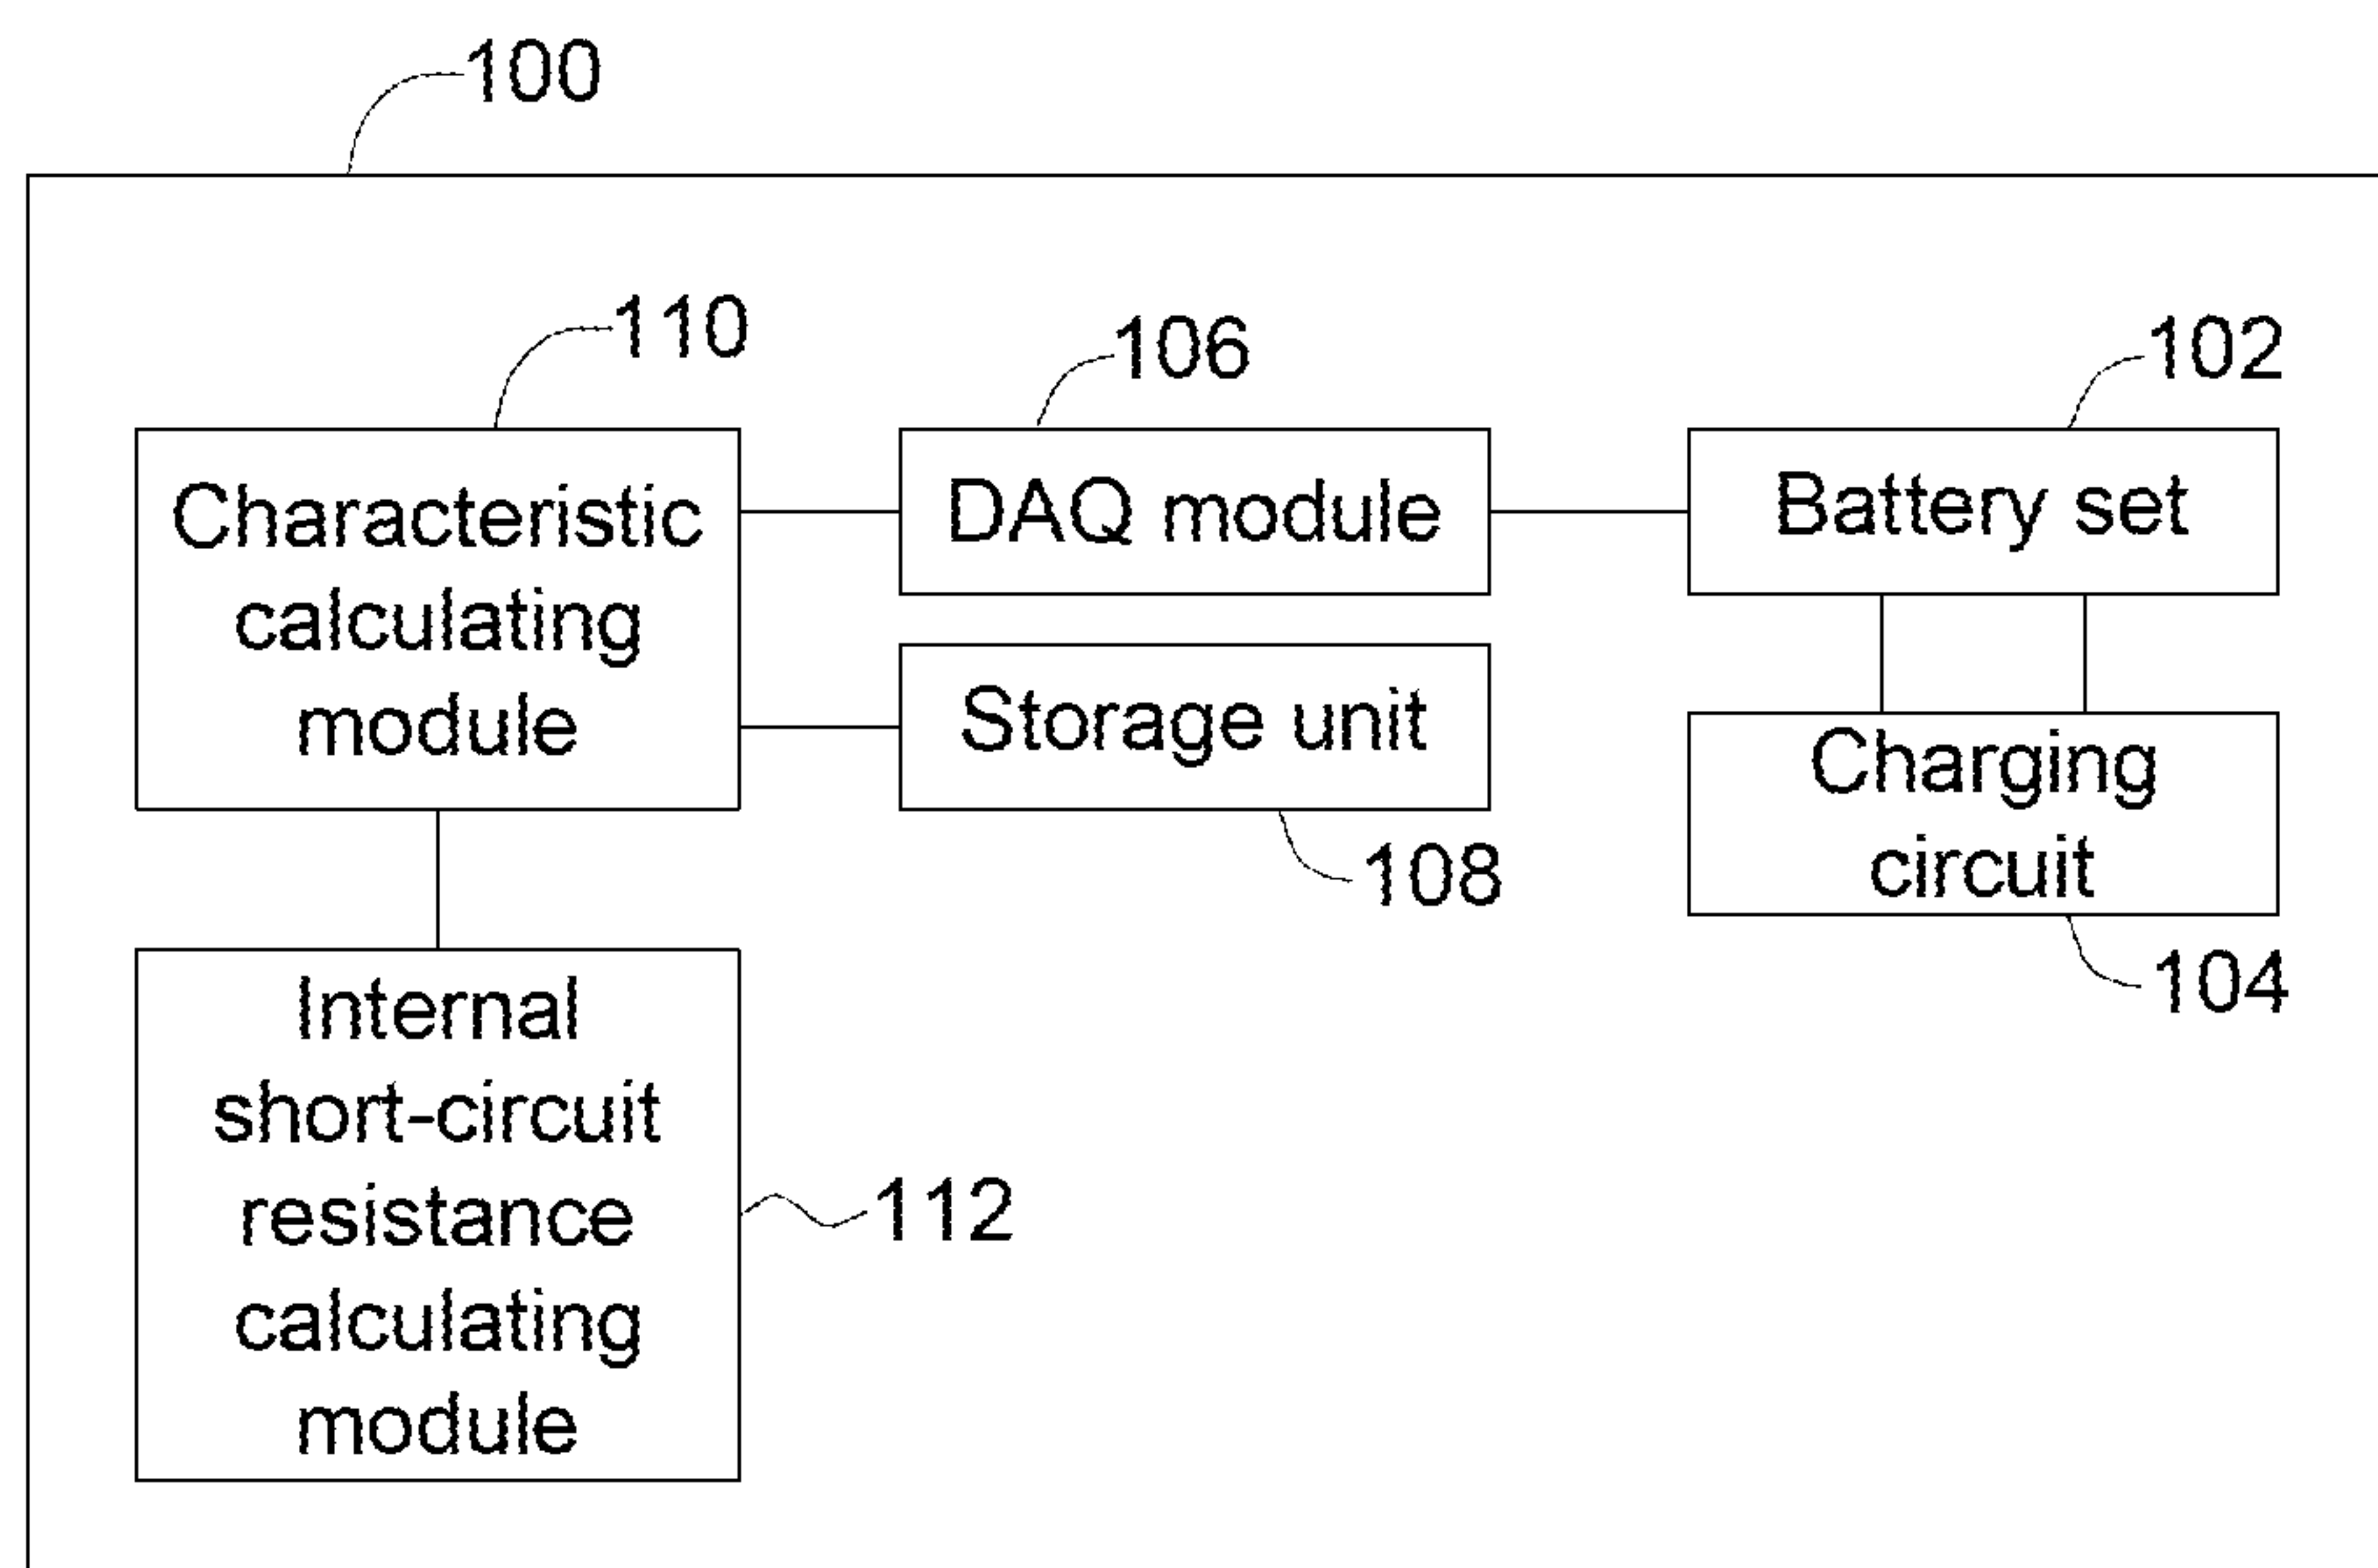 100
110
106
102
Characteristic
calculating
module
DAQ module
Battery set
Storage unit
Charging
circuit
108
104
Internal
short-circuit
resistance
calculating
module
112